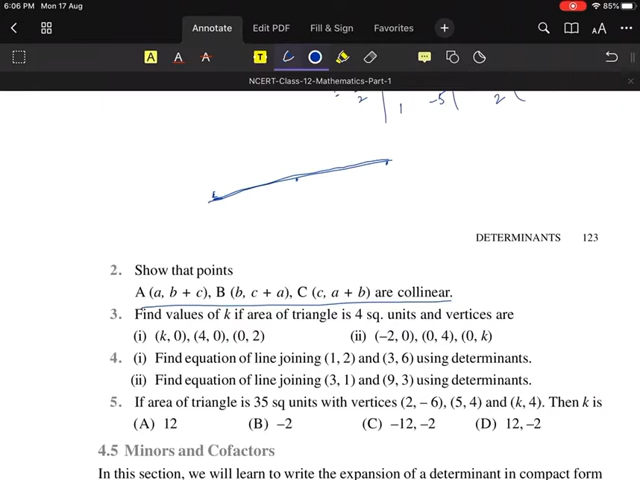 6:06 PM Mon 17 Aug
85%
Annotate Edit PDF Fill & Sign Favorites
AA
A A A T
NCERT-Class-12-Mathematics-Part-1
2 1 -5 2
DETERMINANTS 123
2. Show that points
A (a, b + c), B (b, c + a), C (c, a + b) are collinear.
3. Find values of k if area of triangle is 4 sq. units and vertices are
(i) (k, 0), (4, 0), (0, 2) (ii) (–2, 0), (0, 4), (0, k)
4. (i) Find equation of line joining (1, 2) and (3, 6) using determinants.
(ii) Find equation of line joining (3, 1) and (9, 3) using determinants.
5. If area of triangle is 35 sq units with vertices (2, – 6), (5, 4) and (k, 4). Then k is
(A) 12 (B) –2 (C) –12, –2 (D) 12, –2
4.5 Minors and Cofactors
In this section, we will learn to write the expansion of a determinant in compact form